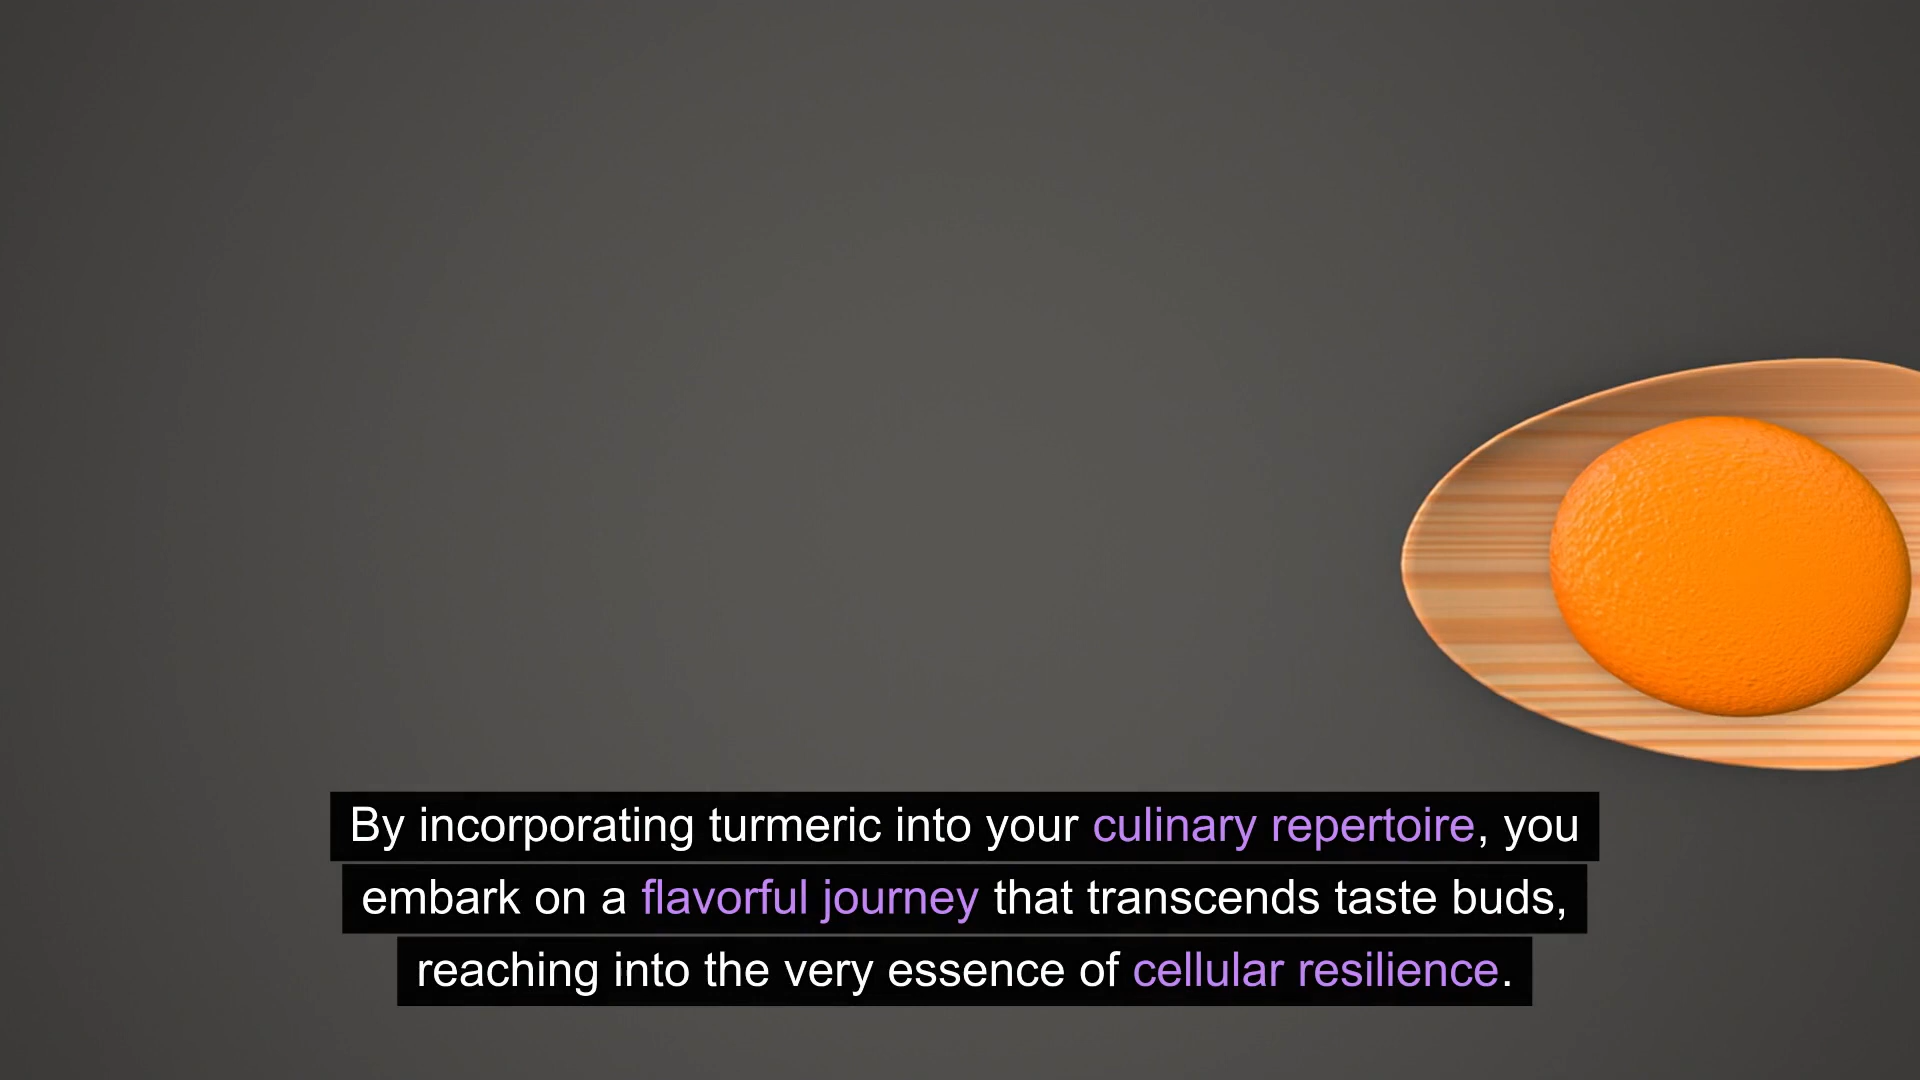 By incorporating turmeric into your culinary repertoire, you
embark on a flavorful journey that transcends taste buds,
reaching into the very essence of cellular resilience.